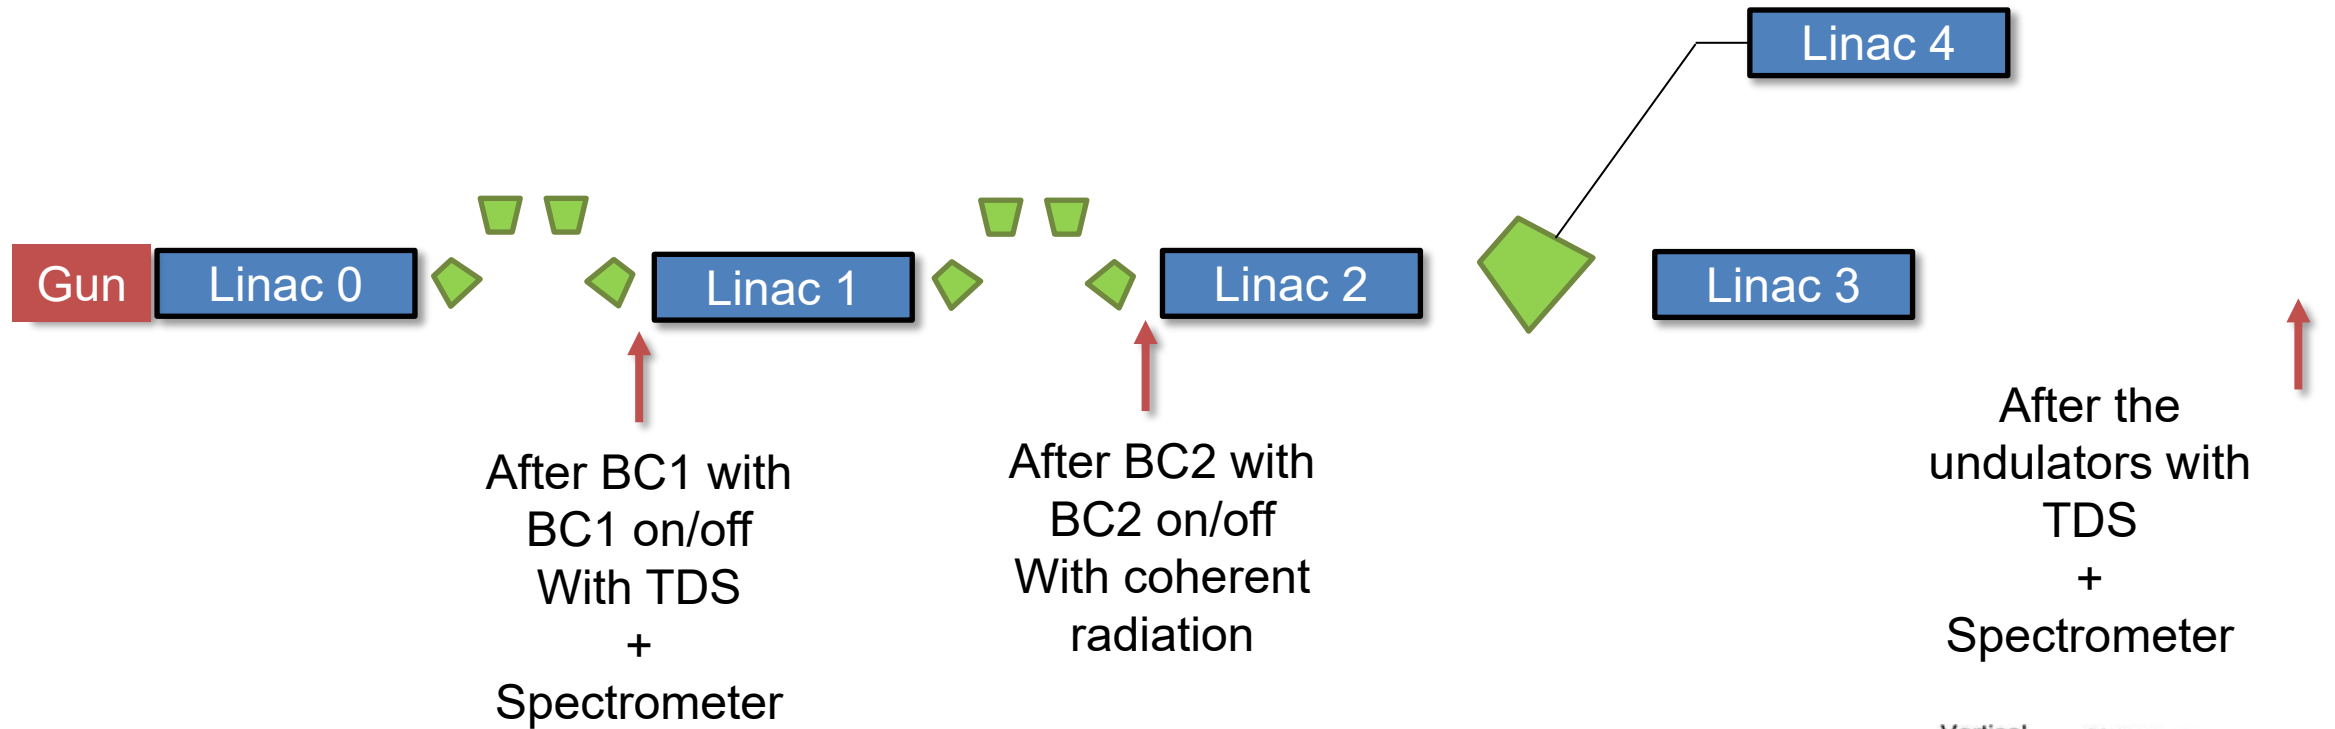 Linac 4
Gun
Linac 0
Linac 1
Linac 2
Linac 3
After BC1 with
BC1 on/off
With TDS
+
Spectrometer
After BC2 with
BC2 on/off
With coherent
radiation
After the
undulators with
TDS
+
Spectrometer